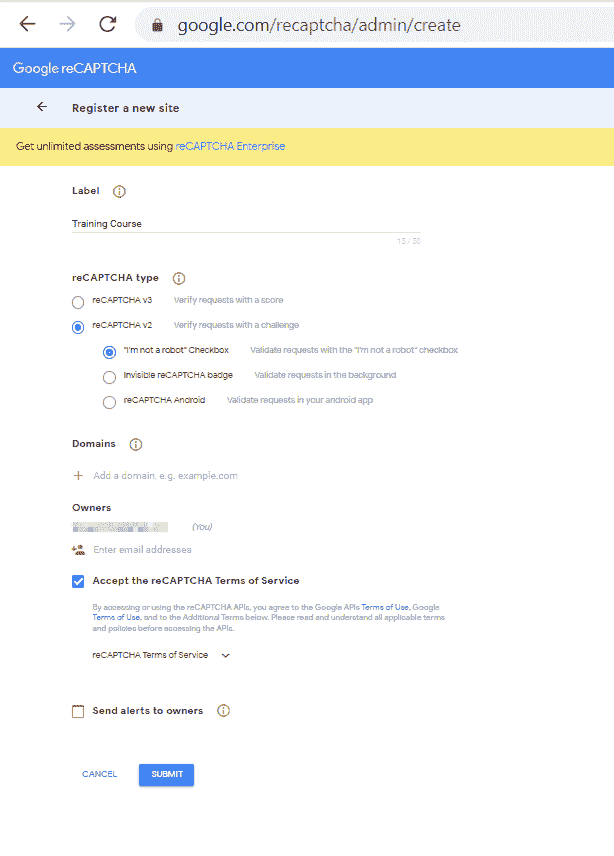 google.com/recaptcha/admin/create
Google reCAPTCHA
Register a new site
Get unlimited assessments using reCAPTCHA Enterprise
Label
Training Course
15 / 50
reCAPTCHA type
reCAPTCHA v3 Verify requests with a score
reCAPTCHA v2 Verify requests with a challenge
"I'm not a robot" Checkbox Validate requests with the "I'm not a robot" checkbox
Invisible reCAPTCHA badge Validate requests in the background
reCAPTCHA Android Validate requests in your android app
Domains
Add a domain, e.g. example.com
Owners
(You)
Enter email addresses
Accept the reCAPTCHA Terms of Service
By accessing or using the reCAPTCHA APIs, you agree to the Google APIs Terms of Use, Google
Terms of Use, and to the Additional Terms below. Please read and understand all applicable terms
and policies before accessing the APIs.
reCAPTCHA Terms of Service
Send alerts to owners
CANCEL SUBMIT